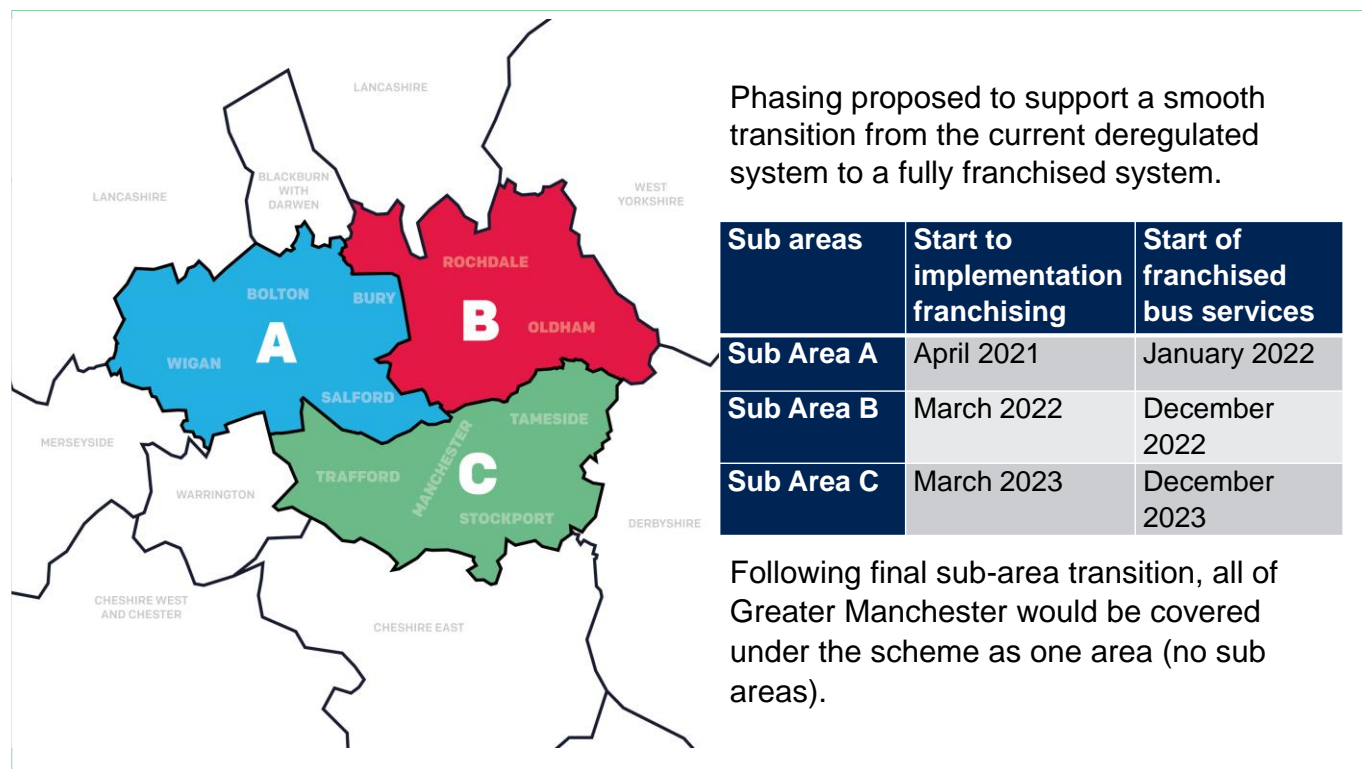 LANCASHIRE
LANCASHIRE
BLACKBURN
WITH
DARWEN
WEST
YORKSHIRE
ROCHDALE
BOLTON
BURY
B
OLDHAM
A
WIGAN
SALFORD
TAMESIDE
MERSEYSIDE
MANCHESTER
TRAFFORD
C
WARRINGTON
STOCKPORT
DERBYSHIRE
CHESHIRE WEST
AND CHESTER
CHESHIRE EAST
Phasing proposed to support a smooth
transition from the current deregulated
system to a fully franchised system.
Sub areas
Start to
implementation
franchising
Start of
franchised
bus services
Sub Area A
April 2021
January 2022
Sub Area B
March 2022
December
2022
Sub Area C
March 2023
December
2023
Following final sub-area transition, all of
Greater Manchester would be covered
under the scheme as one area (no sub
areas).